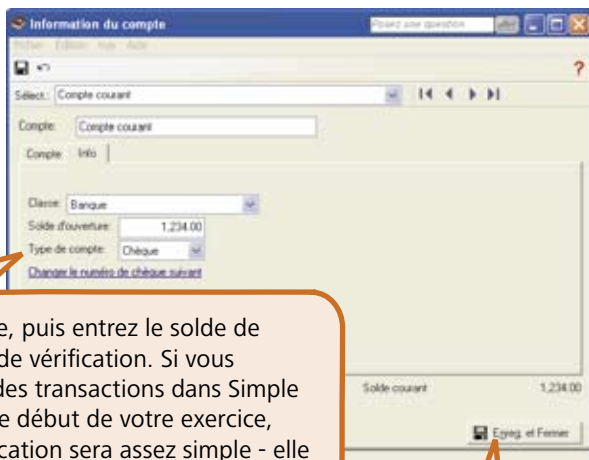 Information du compte
Posez une question
Fichier Edition Aide
?
Sélect.: Compte courant
Compte: Compte courant
Compte Info
Classe: Banque
Solde d'ouverture: 1,234.00
Type de compte: Chèque
Changer le numéro de chèque suivant
e, puis entrez le solde de
de vérification. Si vous
des transactions dans Simple
e début de votre exercice,
cation sera assez simple - elle
Solde courant 1,234.00
Enreg. et Fermer